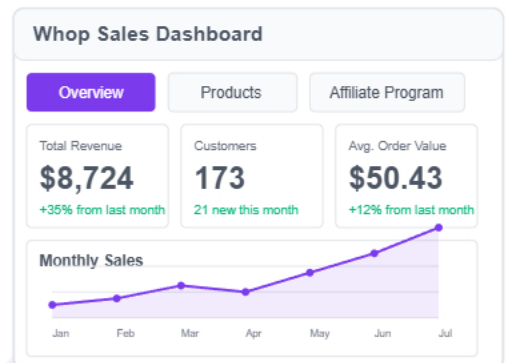 Whop Sales Dashboard
Overview Products Affiliate Program
Total Revenue Customers Avg. Order Value
$8,724 173 $50.43
+35% from last month 21 new this month +12% from last month
Monthly Sales
Jan Feb Mar Apr May Jun Jul